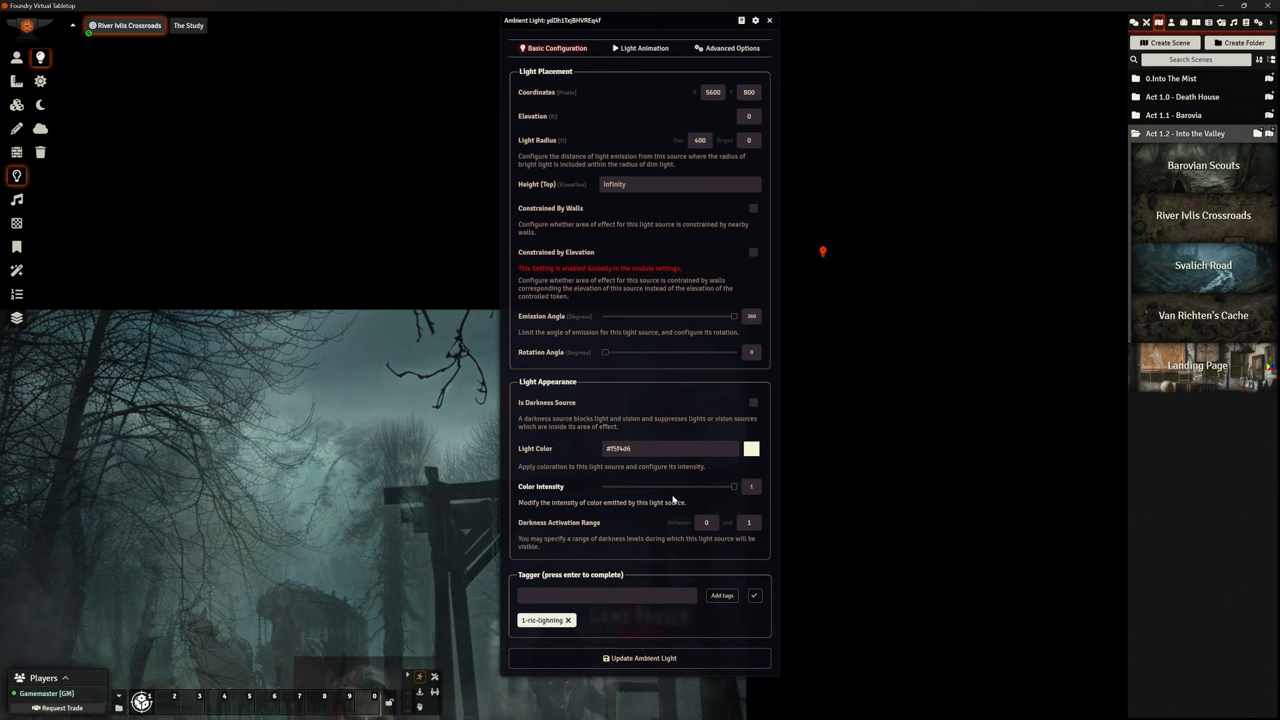 Foundry Virtual Tabletop
River Ivlis Crossroads
The Study
Ambient Light: ydDh1TxjBHVREq4f
Basic Configuration
Light Animation
Advanced Options
Light Placement
Coordinates (Pixels) X 5600 Y 800
Elevation (ft) 0
Light Radius (ft) Dim 400 Bright 0
Configure the distance of light emission from this source where the radius of
bright light is included within the radius of dim light.
Height (Top) (Elevation) Infinity
Constrained By Walls
Configure whether area of effect for this light source is constrained by nearby
walls.
Constrained by Elevation
This Setting is enabled Globally in the module settings.
Configure whether area of effect for this source is contrained by walls
corresponding the elevation of this source instead of the elevation of the
controlled token.
Emission Angle (Degrees) 360
Limit the angle of emission for this light source, and configure its rotation.
Rotation Angle (Degrees) 0
Light Appearance
Is Darkness Source
A darkness source blocks light and vision and suppresses lights or vision sources
which are inside its area of effect.
Light Color #f5f4d6
Apply coloration to this light source and configure its intensity.
Color Intensity 1
Modify the intensity of color emitted by this light source.
Darkness Activation Range Between 0 and 1
You may specify a range of darkness levels during which this light source will be
visible.
Tagger (press enter to complete)
Add tags
1-ric-lighning
GAME PAUSED
Update Ambient Light
Create Scene
Create Folder
Search Scenes
0.Into The Mist
Act 1.0 - Death House
Act 1.1 - Barovia
Act 1.2 - Into the Valley
Barovian Scouts
River Ivlis Crossroads
Svalich Road
Van Richten's Cache
Landing Page
Players
Gamemaster [GM]
Request Trade
1 2 3 4 5 6 7 8 9 0